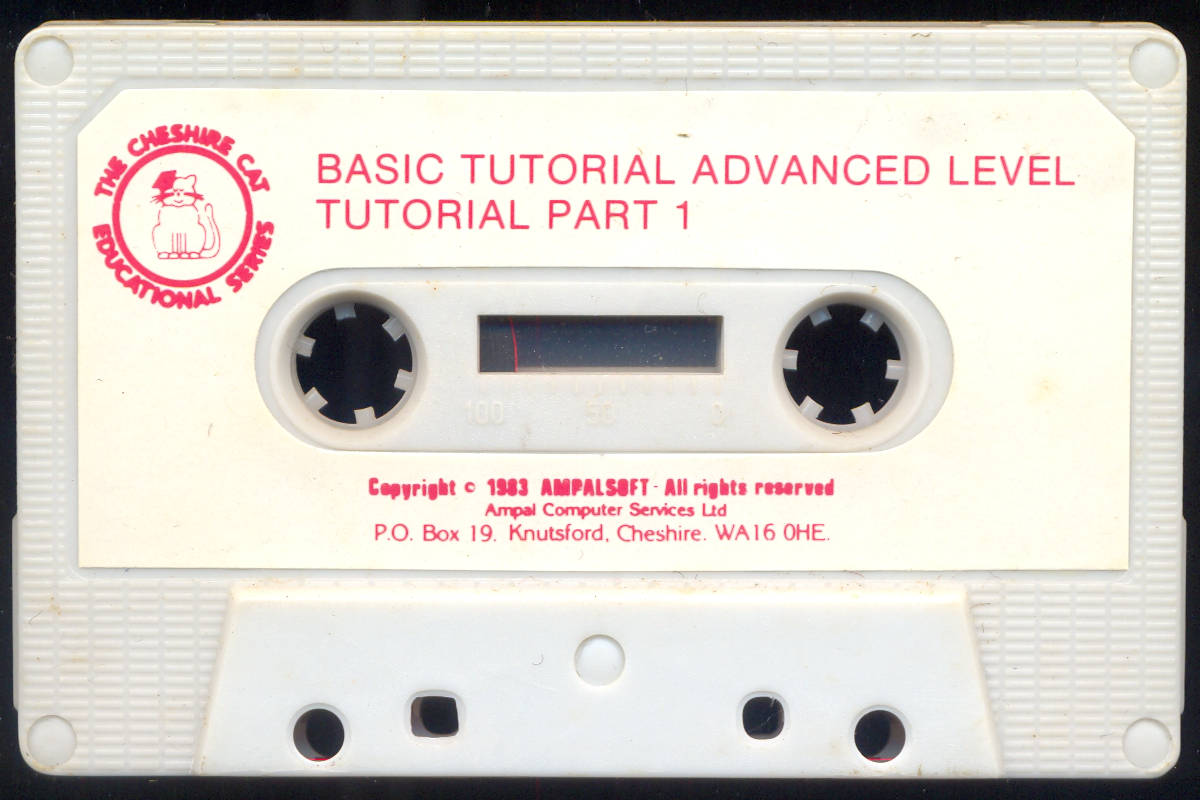 THE CHESHIRE CAT
EDUCATIONAL SERIES
BASIC TUTORIAL ADVANCED LEVEL
TUTORIAL PART 1
100 50 0
Copyright © 1983 AMPALSOFT - All rights reserved
Ampal Computer Services Ltd
P.O. Box 19. Knutsford, Cheshire. WA16 0HE.